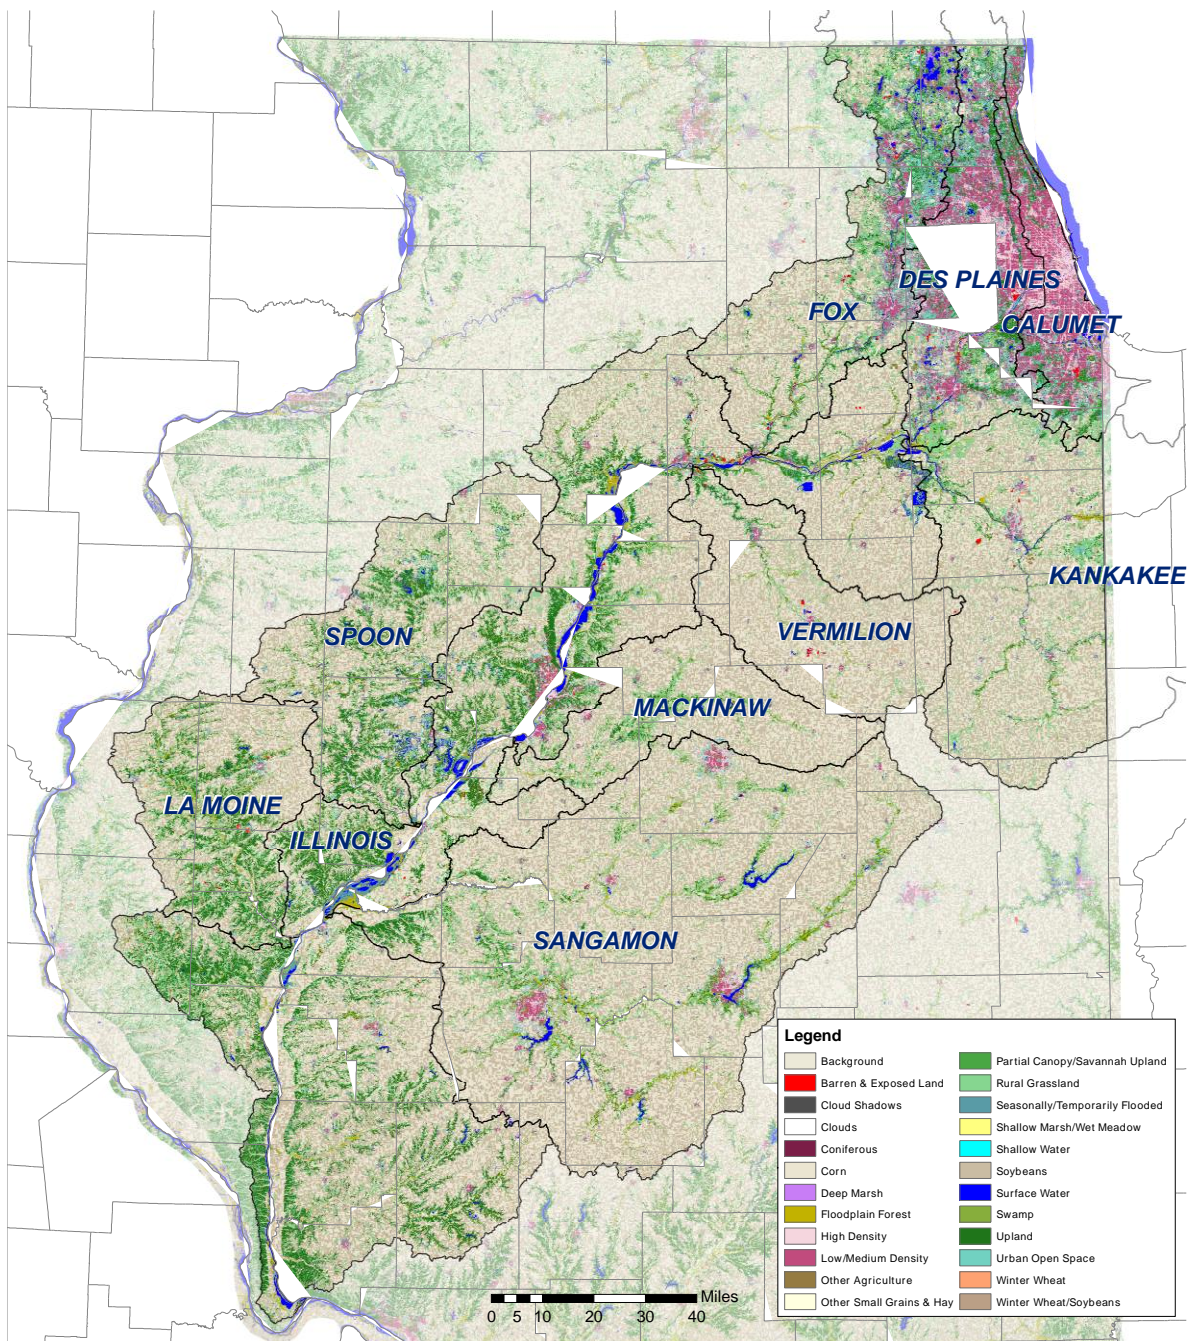 DES PLAINES
FOX
CALUMET
KANKAKEE
SPOON
VERMILION
MACKINAW
LA MOINE
ILLINOIS
SANGAMON
Legend
Background
Barren & Exposed Land
Cloud Shadows
Clouds
Coniferous
Corn
Deep Marsh
Floodplain Forest
High Density
Low/Medium Density
Other Agriculture
Other Small Grains & Hay
Partial Canopy/Savannah Upland
Rural Grassland
Seasonally/Temporarily Flooded
Shallow Marsh/Wet Meadow
Shallow Water
Soybeans
Surface Water
Swamp
Upland
Urban Open Space
Winter Wheat
Winter Wheat/Soybeans
Miles
0 5 10 20 30 40